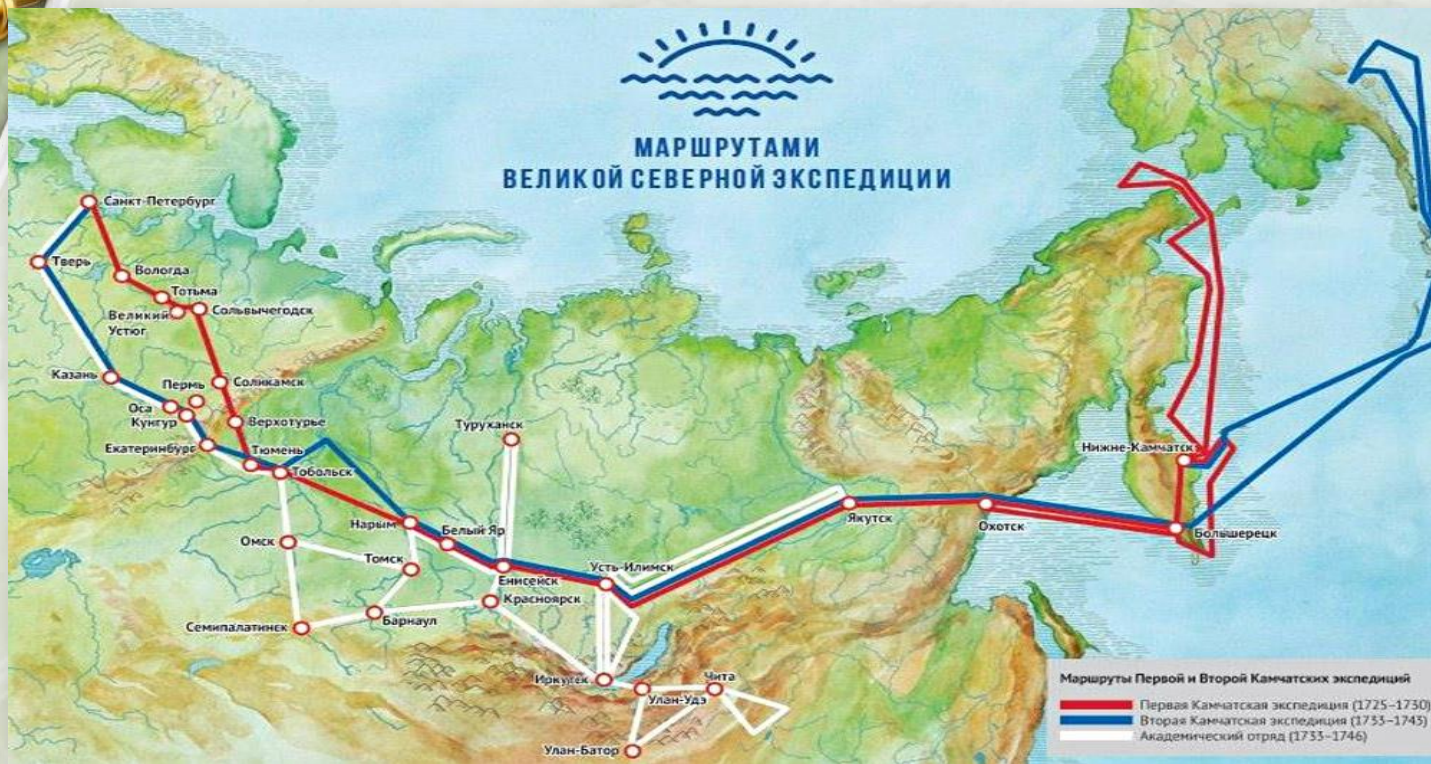 МАРШРУТАМИ
ВЕЛИКОЙ СЕВЕРНОЙ ЭКСПЕДИЦИИ
Санкт-Петербург
Тверь
Вологда
Тотьма
Великий
Устюг
Сольвычегодск
Казань
Пермь
Соликамск
Оса
Кунгур
Верхотурье
Екатеринбург
Тюмень
Тобольск
Туруханск
Нижне-Камчатск
Нарым
Белый Яр
Якутск
Охотск
Большерецк
Омск
Томск
Енисейск
Усть-Илимск
Красноярск
Семипалатинск
Барнаул
Иркутск
Улан-Удэ
Чита
Улан-Батор
Маршруты Первой и Второй Камчатских экспедиций
Первая Камчатская экспедиция (1725–1730)
Вторая Камчатская экспедиция (1733–1743)
Академический отряд (1733–1746)